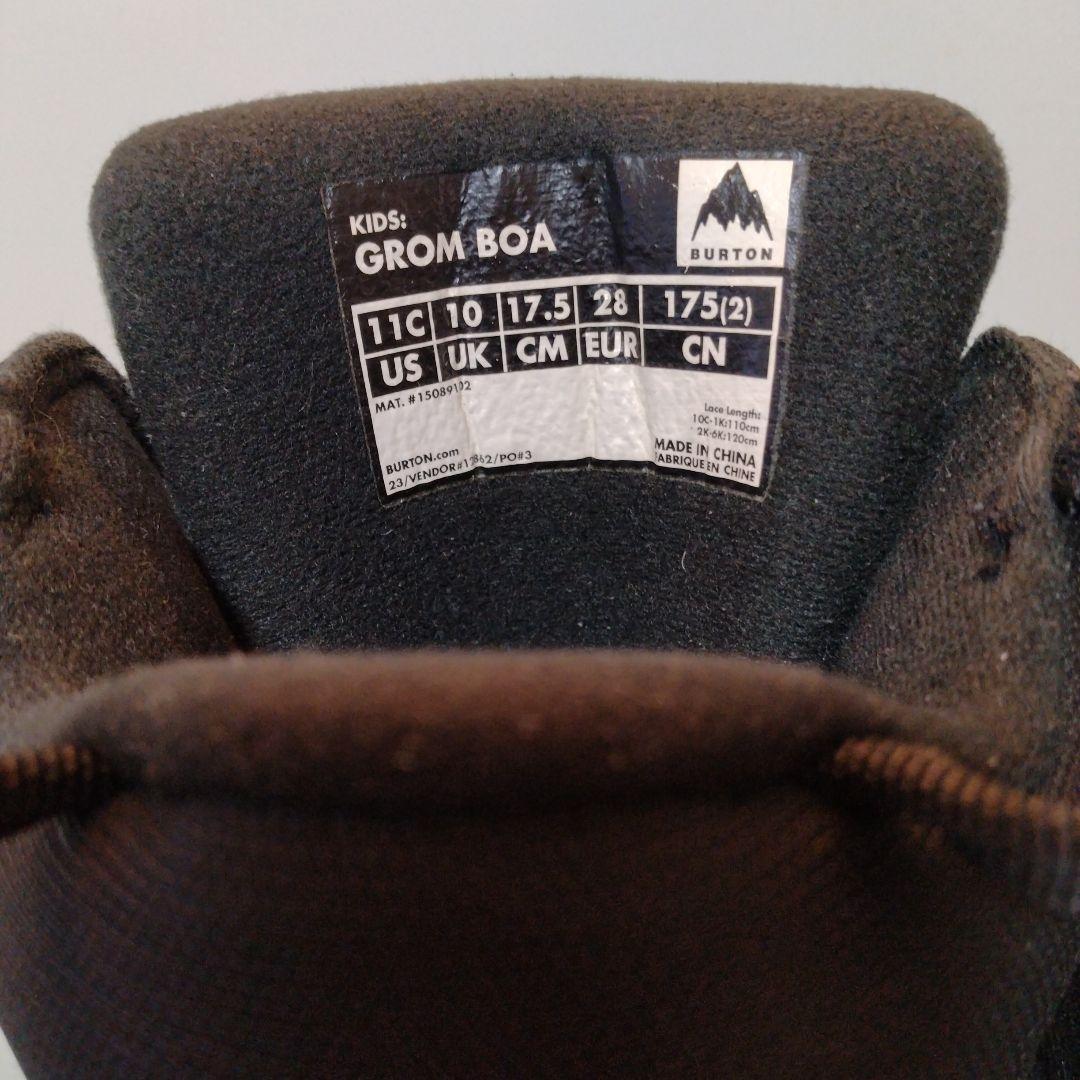 KIDS:
GROM BOA
BURTON
11C 10 17.5 28 175(2)
US UK CM EUR CN
MAT. #15089102
Lace Length:
10C-1K:110cm
2K-6K:120cm
BURTON.com
MADE IN CHINA
FABRIQUE EN CHINE